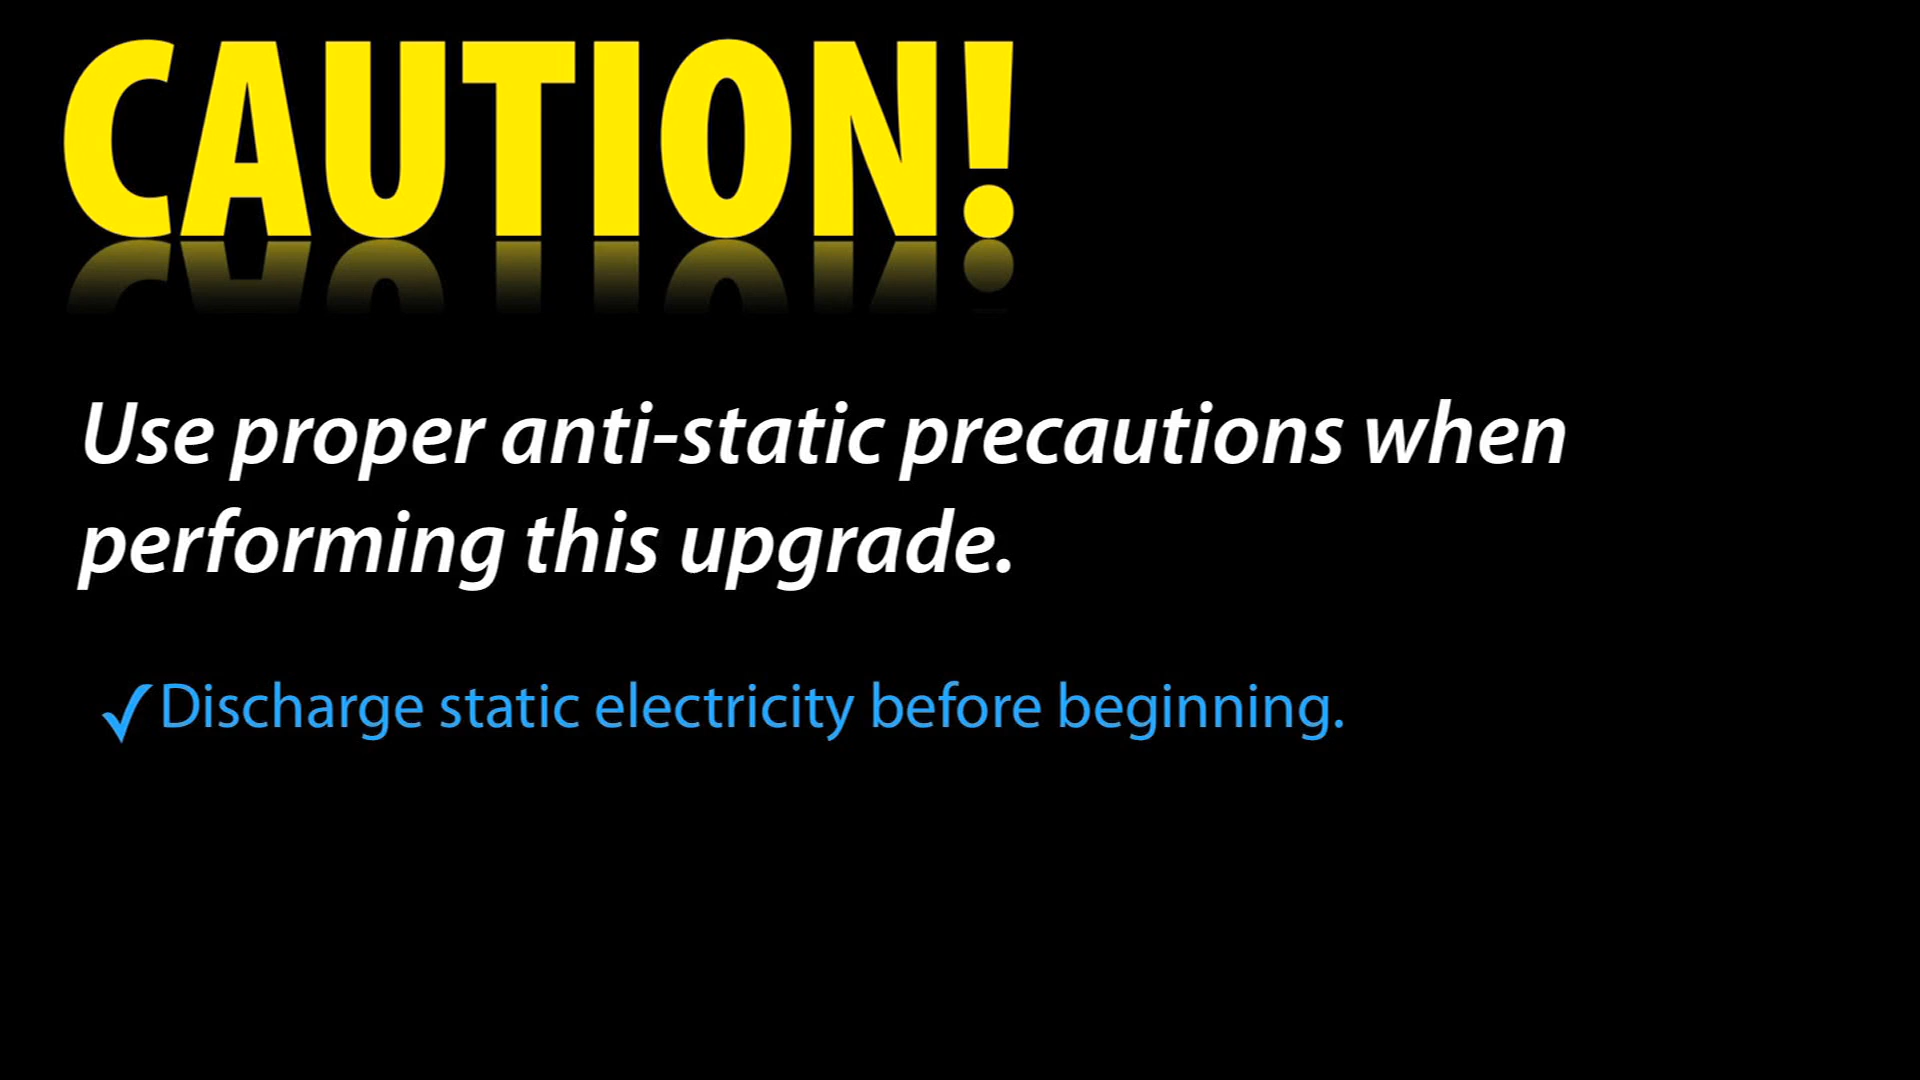 CAUTION!
Use proper anti-static precautions when
performing this upgrade.
✓Discharge static electricity before beginning.